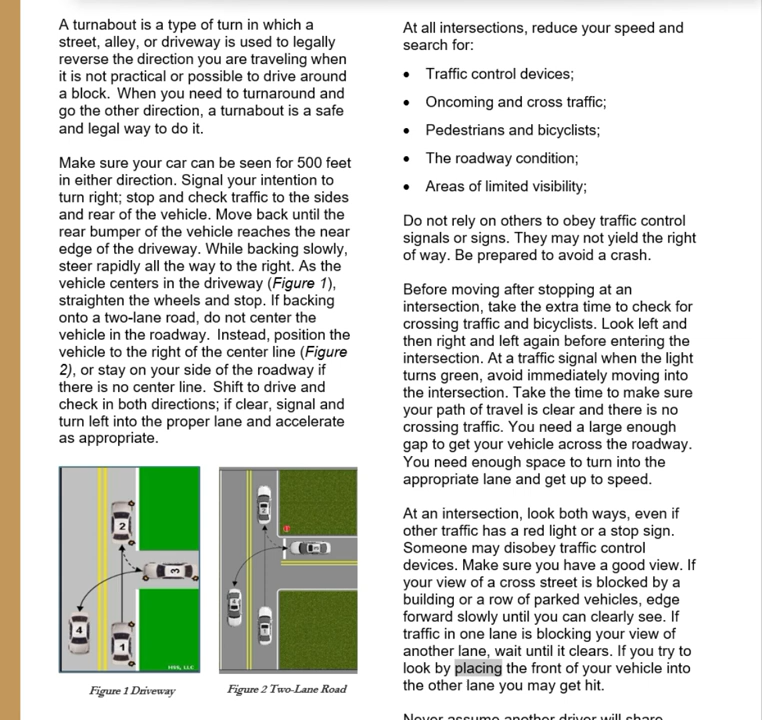 A turnabout is a type of turn in which a
street, alley, or driveway is used to legally
reverse the direction you are traveling when
it is not practical or possible to drive around
a block. When you need to turnaround and
go the other direction, a turnabout is a safe
and legal way to do it.
Make sure your car can be seen for 500 feet
in either direction. Signal your intention to
turn right; stop and check traffic to the sides
and rear of the vehicle. Move back until the
rear bumper of the vehicle reaches the near
edge of the driveway. While backing slowly,
steer rapidly all the way to the right. As the
vehicle centers in the driveway (Figure 1),
straighten the wheels and stop. If backing
onto a two-lane road, do not center the
vehicle in the roadway. Instead, position the
vehicle to the right of the center line (Figure
2), or stay on your side of the roadway if
there is no center line. Shift to drive and
check in both directions; if clear, signal and
turn left into the proper lane and accelerate
as appropriate.
2
3
4
1
HSS, LLC
Figure 1 Driveway
Figure 2 Two-Lane Road
At all intersections, reduce your speed and
search for:
• Traffic control devices;
• Oncoming and cross traffic;
• Pedestrians and bicyclists;
• The roadway condition;
• Areas of limited visibility;
Do not rely on others to obey traffic control
signals or signs. They may not yield the right
of way. Be prepared to avoid a crash.
Before moving after stopping at an
intersection, take the extra time to check for
crossing traffic and bicyclists. Look left and
then right and left again before entering the
intersection. At a traffic signal when the light
turns green, avoid immediately moving into
the intersection. Take the time to make sure
your path of travel is clear and there is no
crossing traffic. You need a large enough
gap to get your vehicle across the roadway.
You need enough space to turn into the
appropriate lane and get up to speed.
At an intersection, look both ways, even if
other traffic has a red light or a stop sign.
Someone may disobey traffic control
devices. Make sure you have a good view. If
your view of a cross street is blocked by a
building or a row of parked vehicles, edge
forward slowly until you can clearly see. If
traffic in one lane is blocking your view of
another lane, wait until it clears. If you try to
look by placing the front of your vehicle into
the other lane you may get hit.
Never assume another driver will share